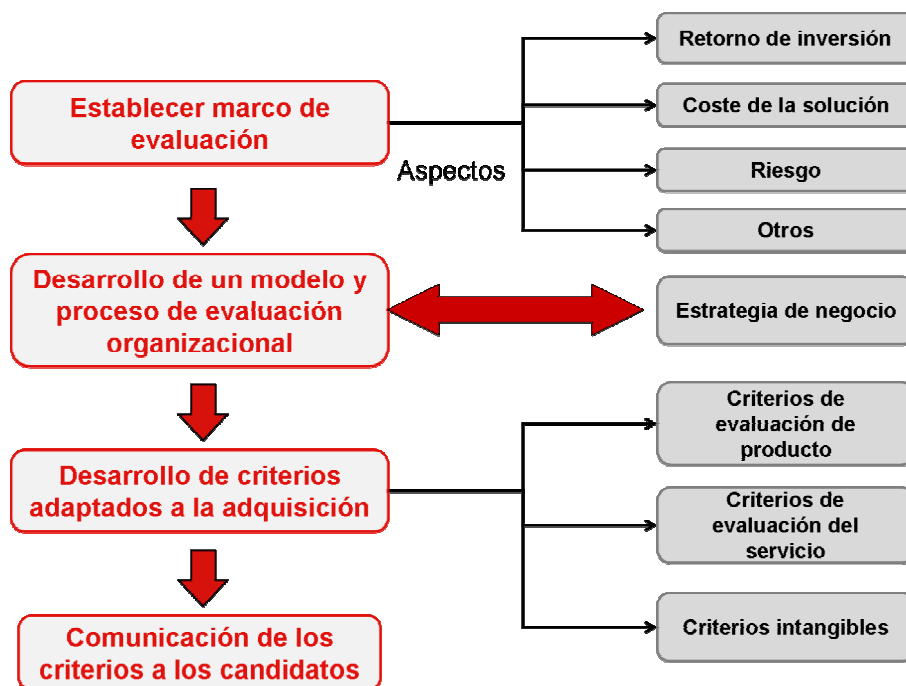 Establecer marco de
evaluación
Aspectos
Retorno de inversión
Coste de la solución
Riesgo
Otros
Desarrollo de un modelo y
proceso de evaluación
organizacional
Estrategia de negocio
Desarrollo de criterios
adaptados a la adquisición
Criterios de
evaluación de
producto
Criterios de
evaluación del
servicio
Criterios intangibles
Comunicación de los
criterios a los candidatos